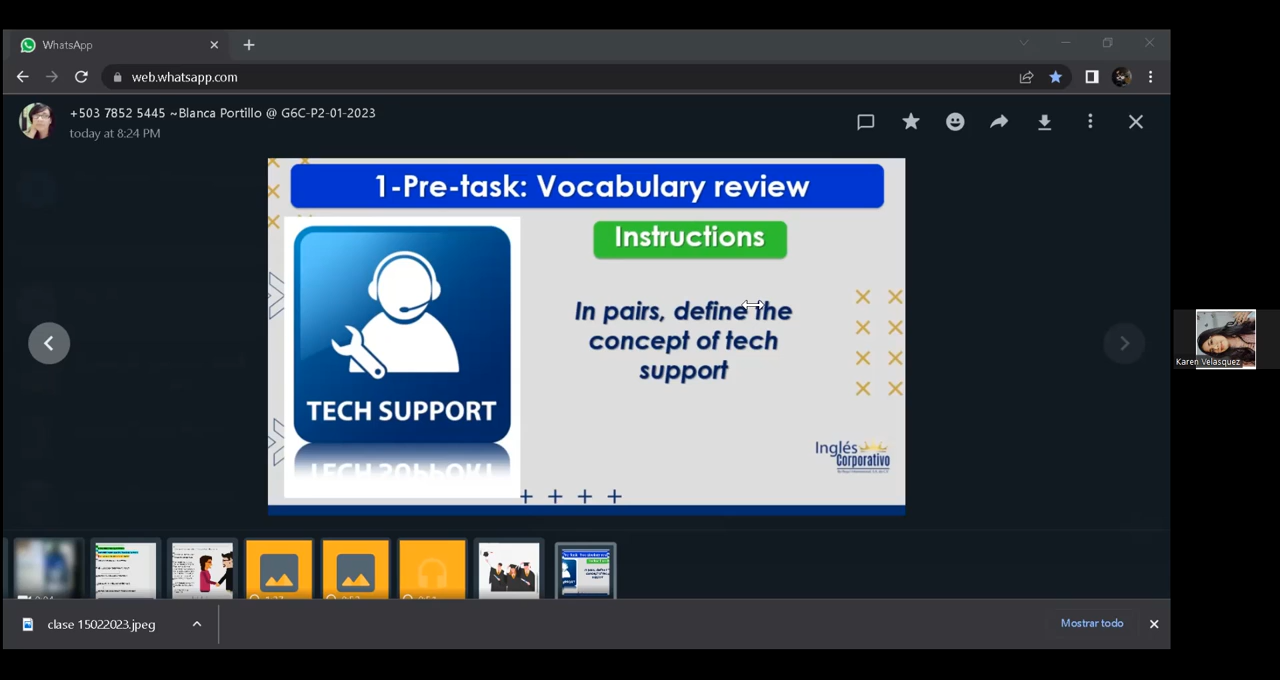 WhatsApp
web.whatsapp.com
+503 7852 5445 ~Blanca Portillo @ G6C-P2-01-2023
today at 8:24 PM
1-Pre-task: Vocabulary review
Instructions
In pairs, define the
concept of tech
support
TECH SUPPORT
Inglés
Corporativo
Karen Velasquez
clase 15022023.jpeg
Mostrar todo